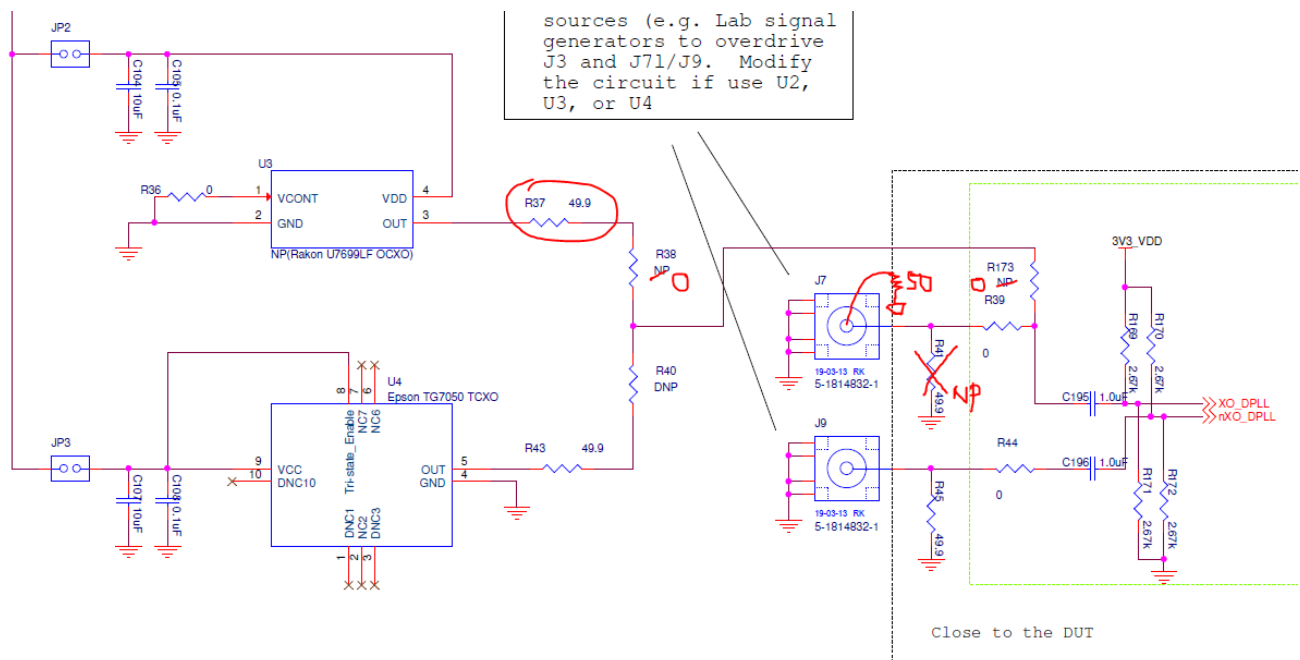 JP2
C104
10uF
C105
0.1uF
sources (e.g. Lab signal
generators to overdrive
J3 and J7l/J9.  Modify
the circuit if use U2,
U3, or U4
U3
R36
0
1
VCONT
VDD
4
2
GND
OUT
3
NP(Rakon U7699LF OCXO)
R37
49.9
R38
NP
0
R40
DNP
U4
Epson TG7050 TCXO
8
7
6
Tri-state_Enable
NC7
NC6
JP3
9
VCC
10
DNC10
OUT
5
GND
4
DNC1
NC2
DNC3
1
2
3
C107
10uF
C108
0.1uF
R43
49.9
J7
50
19-03-13 RK
5-1814832-1
J9
19-03-13 RK
5-1814832-1
R41
49.9
NP
R45
49.9
R173
0
NP
R39
0
R44
0
3V3_VDD
R169
2.67k
R170
2.67k
C195
1.0uF
C196
1.0uF
XO_DPLL
nXO_DPLL
R171
2.67k
R172
2.67k
Close to the DUT